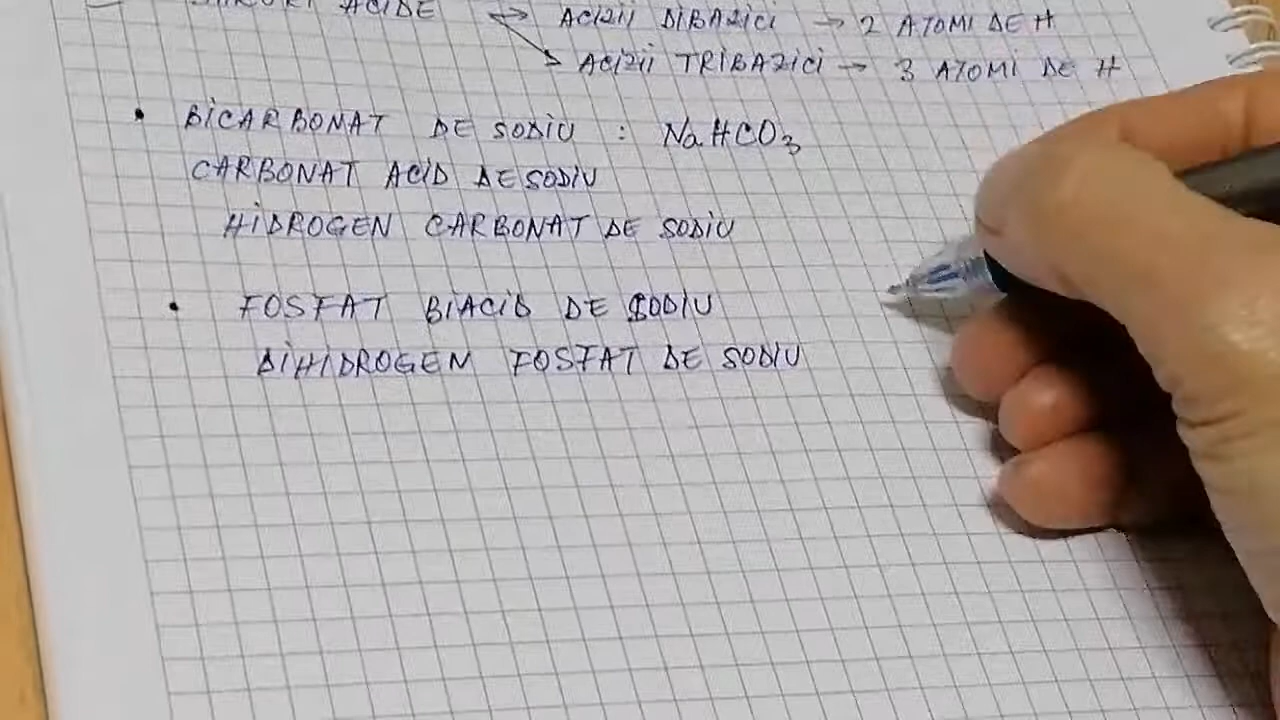 ACIDE → ACIZII DIBAZICI → 2 ATOMI DE H
→ ACIZII TRIBAZICI → 3 ATOMI DE H
• BICARBONAT DE SODIU : NaHCO3
CARBONAT ACID DE SODIU
HIDROGEN CARBONAT DE SODIU
• FOSFAT BIACID DE SODIU
DIHIDROGEN FOSFAT DE SODIU